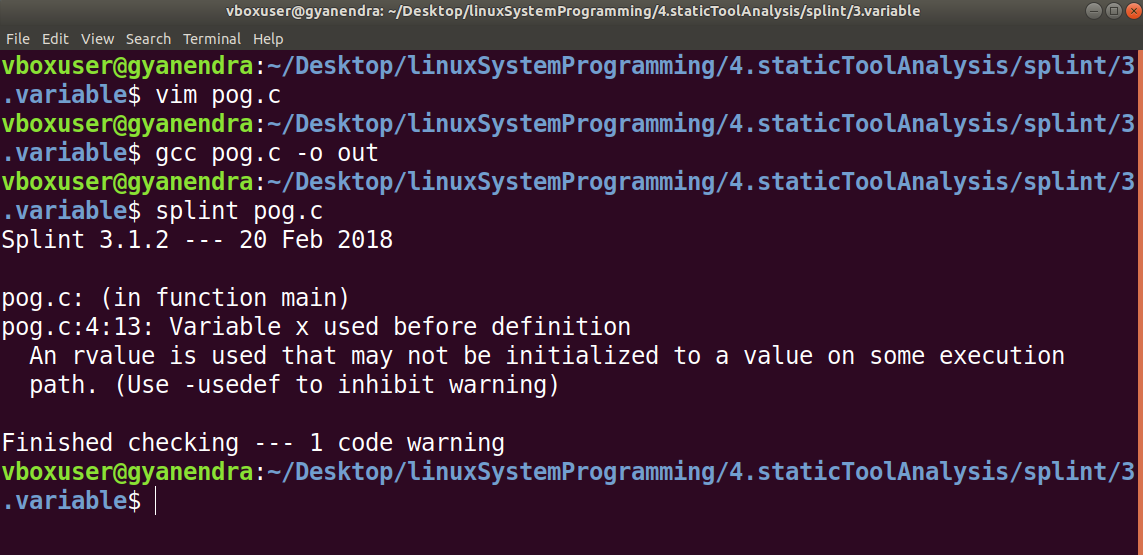 vboxuser@gyanendra: ~/Desktop/linuxSystemProgramming/4.staticToolAnalysis/splint/3.variable
File Edit View Search Terminal Help
vboxuser@gyanendra:~/Desktop/linuxSystemProgramming/4.staticToolAnalysis/splint/3
.variable$ vim pog.c
vboxuser@gyanendra:~/Desktop/linuxSystemProgramming/4.staticToolAnalysis/splint/3
.variable$ gcc pog.c -o out
vboxuser@gyanendra:~/Desktop/linuxSystemProgramming/4.staticToolAnalysis/splint/3
.variable$ splint pog.c
Splint 3.1.2 --- 20 Feb 2018
pog.c: (in function main)
pog.c:4:13: Variable x used before definition
An rvalue is used that may not be initialized to a value on some execution
path. (Use -usedef to inhibit warning)
Finished checking --- 1 code warning
vboxuser@gyanendra:~/Desktop/linuxSystemProgramming/4.staticToolAnalysis/splint/3
.variable$